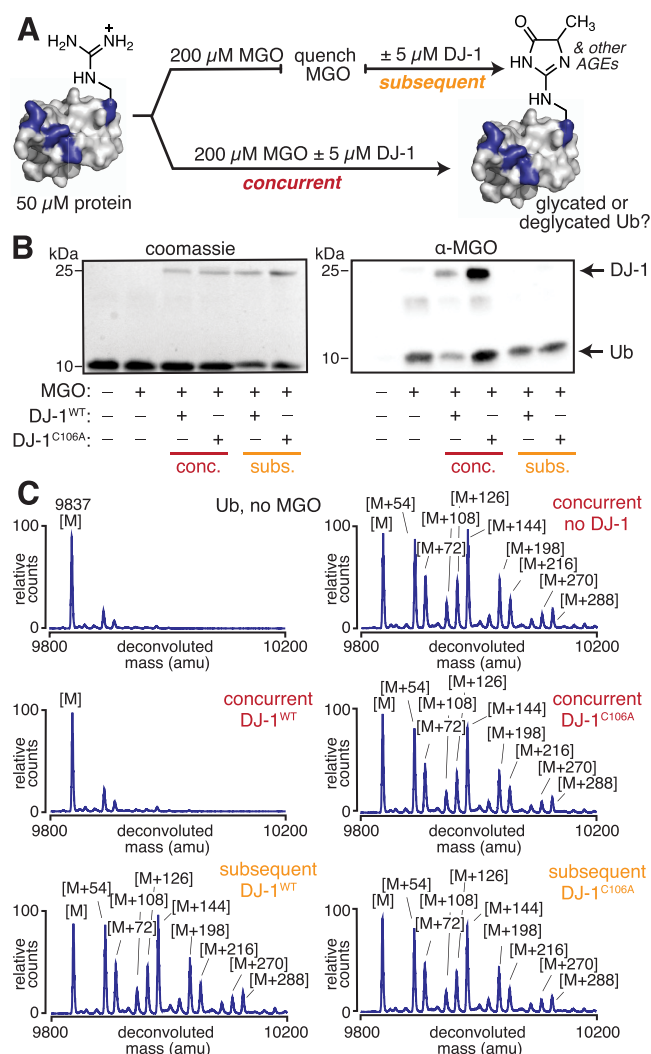 A
H₂N
+
NH₂
HN
50 µM protein
200 µM MGO
quench
MGO
± 5 µM DJ-1
subsequent
200 µM MGO ± 5 µM DJ-1
concurrent
O
CH₃
HN
N
HN
& other
AGEs
glycated or
deglycated Ub?
B
kDa
coomassie
25–
10–
kDa
α-MGO
25–
10–
DJ-1
Ub
MGO: – + + + + + – + + + + +
DJ-1WT: – – + – + – – – + – + –
DJ-1C106A: – – – + – + – – – + – +
conc. subs. conc. subs.
C
9837
[M]
Ub, no MGO
100
relative
counts
0
9800 deconvoluted 10200
mass (amu)
[M+126]
[M+54] [M+108]
[M] [M+144]
[M+72] [M+198]
[M+216]
[M+270]
[M+288]
concurrent
no DJ-1
100
relative
counts
0
9800 deconvoluted 10200
mass (amu)
[M]
concurrent
DJ-1WT
100
relative
counts
0
9800 deconvoluted 10200
mass (amu)
[M+126]
[M+54] [M+108]
[M] [M+144]
[M+72] [M+198]
[M+216]
[M+270]
[M+288]
concurrent
DJ-1C106A
100
relative
counts
0
9800 deconvoluted 10200
mass (amu)
subsequent
DJ-1WT
[M+126]
[M+54] [M+108]
[M] [M+144]
[M+72] [M+198]
[M+216]
[M+270]
[M+288]
100
relative
counts
0
9800 deconvoluted 10200
mass (amu)
subsequent
DJ-1C106A
[M+126]
[M+54] [M+108]
[M] [M+144]
[M+72] [M+198]
[M+216]
[M+270]
[M+288]
100
relative
counts
0
9800 deconvoluted 10200
mass (amu)